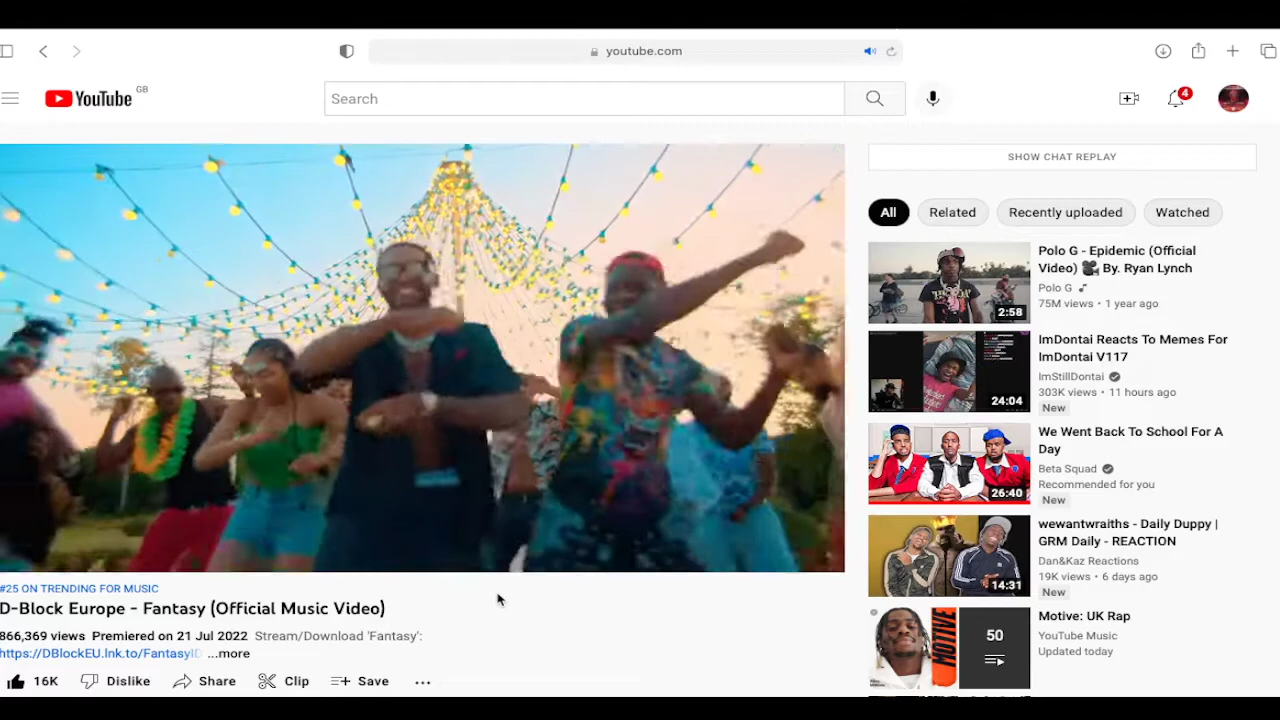 youtube.com
YouTube GB
Search
4
SHOW CHAT REPLAY
All Related Recently uploaded Watched
Polo G - Epidemic (Official
Video) 🎥 By. Ryan Lynch
Polo G
75M views • 1 year ago
2:58
ImDontai Reacts To Memes For
ImDontai V117
ImStillDontai
303K views • 11 hours ago
New
24:04
We Went Back To School For A
Day
Beta Squad
Recommended for you
New
26:40
wewantwraiths - Daily Duppy |
GRM Daily - REACTION
Dan&Kaz Reactions
19K views • 6 days ago
New
14:31
Motive: UK Rap
YouTube Music
Updated today
MOTIVE
50
#25 ON TRENDING FOR MUSIC
D-Block Europe - Fantasy (Official Music Video)
866,369 views Premiered on 21 Jul 2022 Stream/Download 'Fantasy':
https://DBlockEU.lnk.to/FantasyID ...more
16K Dislike Share Clip Save ...